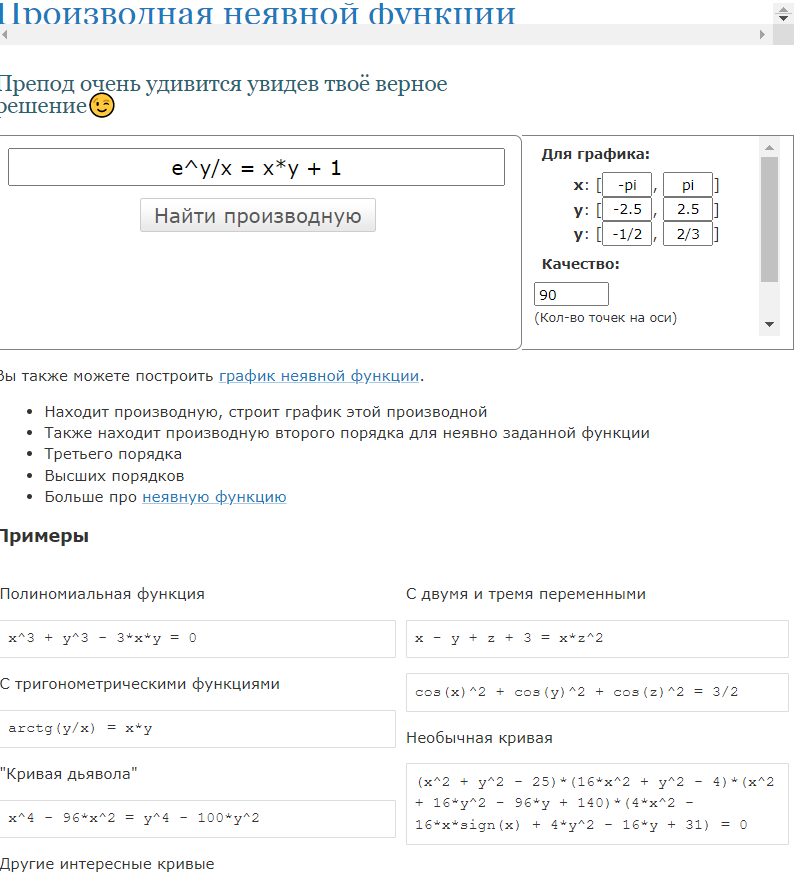 Производная неявной функции
Препод очень удивится увидев твоё верное
решение😉
e^y/x = x*y + 1
Найти производную
Для графика:
x: [ -pi , pi ]
y: [ -2.5 , 2.5 ]
y: [ -1/2 , 2/3 ]
Качество:
90
(Кол-во точек на оси)
Вы также можете построить график неявной функции.
• Находит производную, строит график этой производной
• Также находит производную второго порядка для неявно заданной функции
• Третьего порядка
• Высших порядков
• Больше про неявную функцию
Примеры
Полиномиальная функция
x^3 + y^3 - 3*x*y = 0
С тригонометрическими функциями
arctg(y/x) = x*y
"Кривая дьявола"
x^4 - 96*x^2 = y^4 - 100*y^2
Другие интересные кривые
С двумя и тремя переменными
x - y + z + 3 = x*z^2
cos(x)^2 + cos(y)^2 + cos(z)^2 = 3/2
Необычная кривая
(x^2 + y^2 - 25)*(16*x^2 + y^2 - 4)*(x^2
+ 16*y^2 - 96*y + 140)*(4*x^2 -
16*x*sign(x) + 4*y^2 - 16*y + 31) = 0